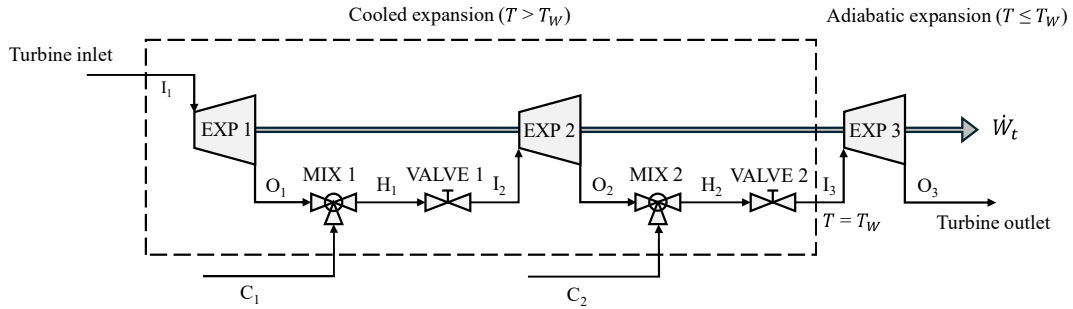 Cooled expansion (T > T_W)
Adiabatic expansion (T ≤ T_W)
Turbine inlet
I₁
EXP 1
EXP 2
EXP 3
Ẇ_t
O₁
MIX 1
H₁
VALVE 1
I₂
O₂
MIX 2
H₂
VALVE 2
I₃
O₃
T = T_W
Turbine outlet
C₁
C₂